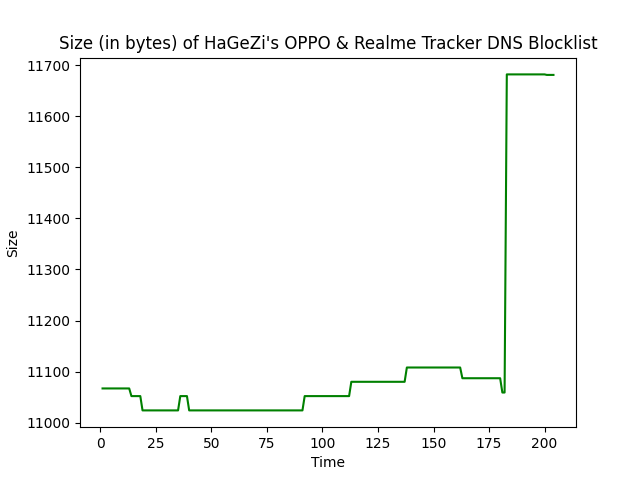 Size (in bytes) of HaGeZi's OPPO & Realme Tracker DNS Blocklist
11700
11600
11500
11400
11300
11200
11100
11000
Size
0 25 50 75 100 125 150 175 200
Time